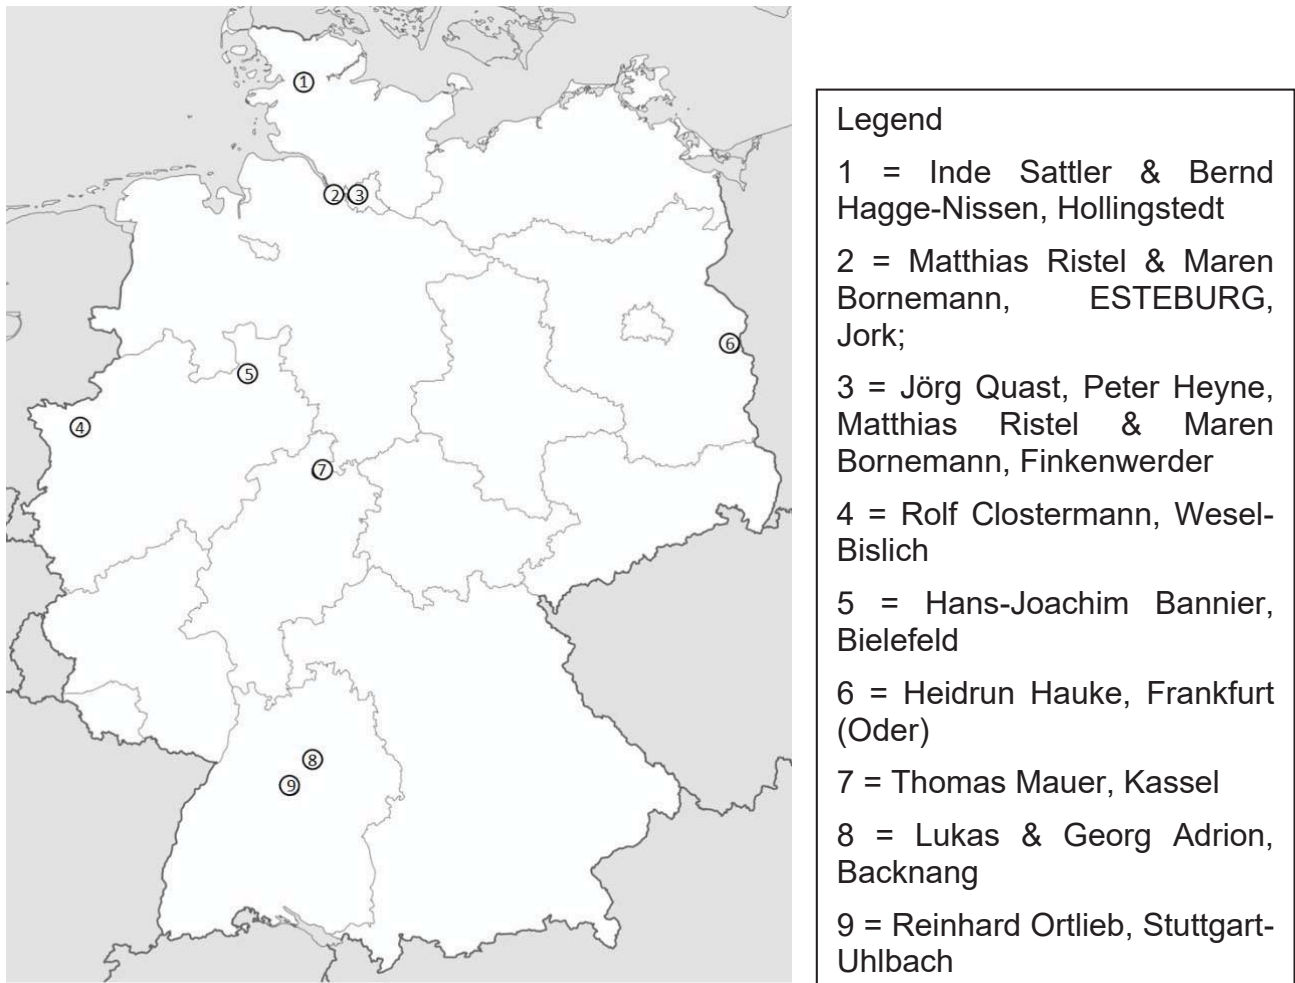 1
2
3
4
5
6
7
8
9
Legend
1 = Inde Sattler & Bernd
Hagge-Nissen, Hollingstedt
2 = Matthias Ristel & Maren
Bornemann, ESTEBURG,
Jork;
3 = Jörg Quast, Peter Heyne,
Matthias Ristel & Maren
Bornemann, Finkenwerder
4 = Rolf Clostermann, Wesel-
Bislich
5 = Hans-Joachim Bannier,
Bielefeld
6 = Heidrun Hauke, Frankfurt
(Oder)
7 = Thomas Mauer, Kassel
8 = Lukas & Georg Adrion,
Backnang
9 = Reinhard Ortlieb, Stuttgart-
Uhlbach